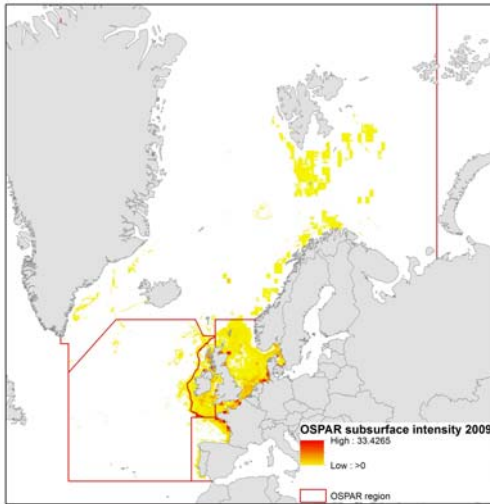 OSPAR subsurface intensity 2009
High : 33.4265
Low : >0
OSPAR region